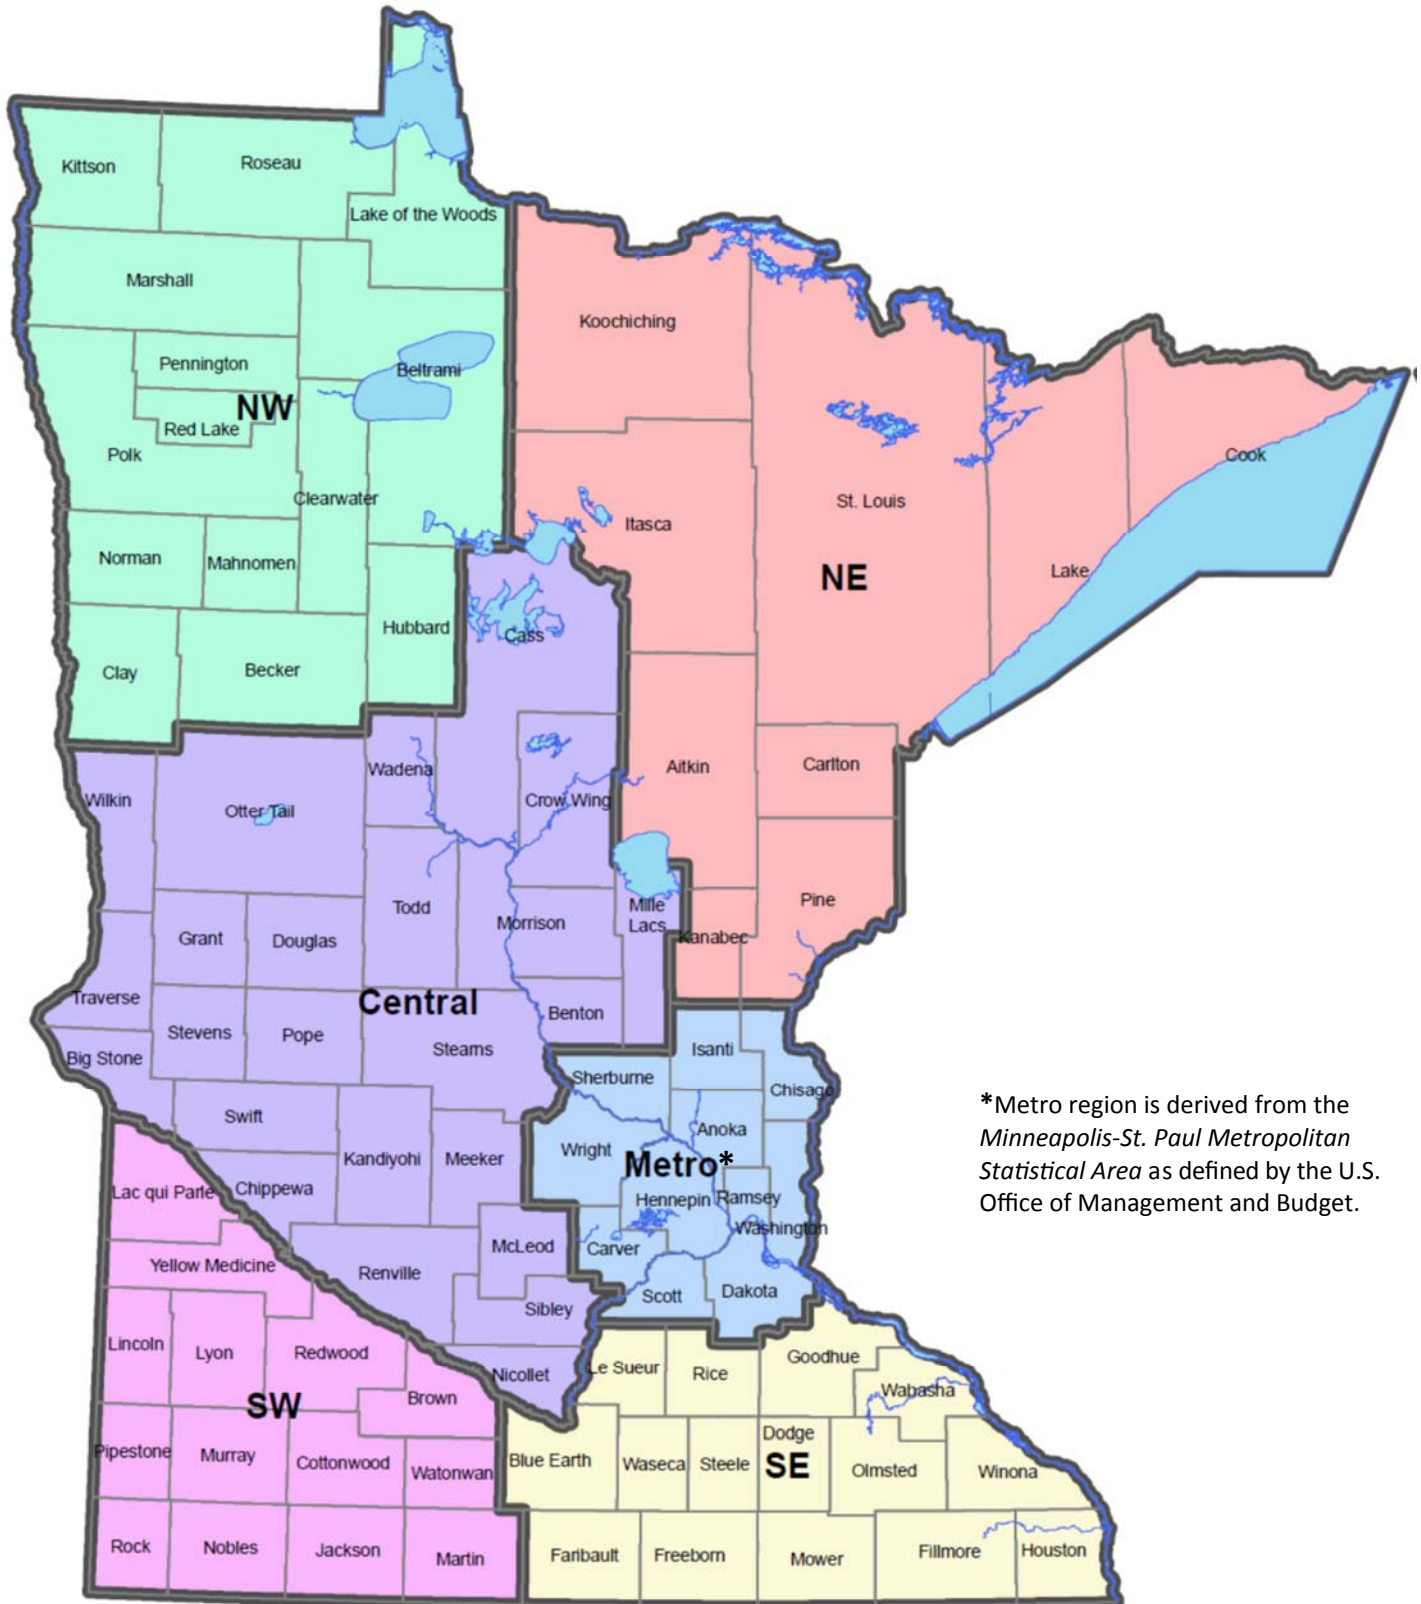 Kittson
Roseau
Lake of the Woods
Marshall
Koochiching
Pennington
Beltrami
NW
Red Lake
Polk
Cook
Clearwater
St. Louis
Itasca
Norman
Mahnomen
Lake
NE
Hubbard
Cass
Clay
Becker
Wadena
Aitkin
Carlton
Wilkin
Otter Tail
Crow Wing
Todd
Mille
Lacs
Pine
Morrison
Grant
Douglas
Kanabec
Traverse
Central
Stevens
Pope
Benton
Big Stone
Stearns
Isanti
Sherburne
Chisago
Swift
Anoka
Kandiyohi
Meeker
Wright
Metro*
Lac qui Parle
Chippewa
Hennepin
Ramsey
Washington
McLeod
Carver
Yellow Medicine
Renville
Scott
Dakota
Sibley
*Metro region is derived from the
Minneapolis-St. Paul Metropolitan
Statistical Area as defined by the U.S.
Office of Management and Budget.
Lincoln
Lyon
Redwood
Nicollet
Le Sueur
Rice
Goodhue
Wabasha
Brown
SW
Pipestone
Murray
Cottonwood
Watonwan
Blue Earth
Waseca
Steele
Dodge
SE
Olmsted
Winona
Rock
Nobles
Jackson
Martin
Faribault
Freeborn
Mower
Fillmore
Houston